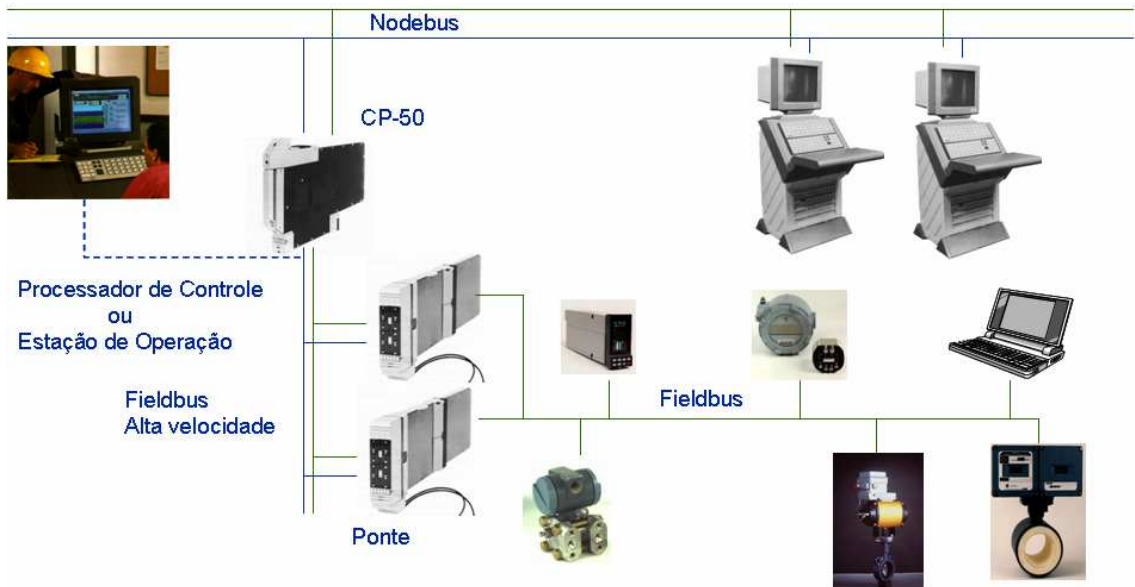 Nodebus
CP-50
Processador de Controle
ou
Estação de Operação
Fieldbus
Alta velocidade
Fieldbus
Ponte